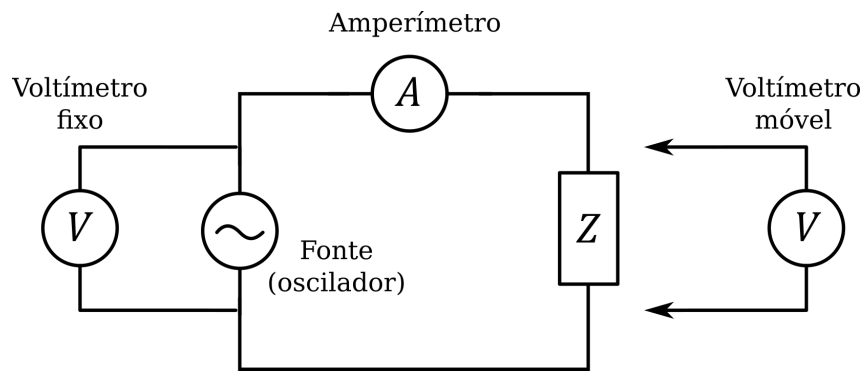 Amperímetro
A
Voltímetro
fixo
V
Fonte
(oscilador)
Z
Voltímetro
móvel
V